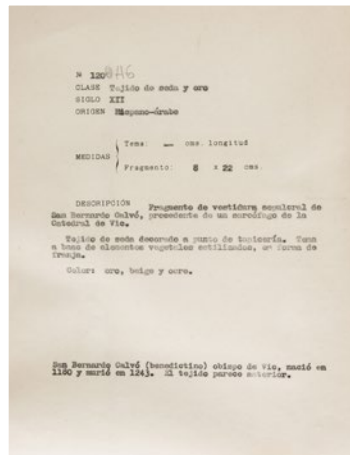 Nº 120
CLASE Tejido de seda y oro
SIGLO XII
ORIGEN Hispano-árabe
Tema: — cms. longitud
MEDIDAS
Fragmento: 8 x 22 cms.
DESCRIPCIÓN Fragmento de vestidura sepulcral de
San Bernardo Calvó, procedente de un sarcófago de la
Catedral de Vic.
Tejido de seda decorado a punto de tapicería. Tema
a base de elementos vegetales estilizados, en forma de
franja.
Color: oro, beige y ocre.
San Bernardo Calvó (benedictino) obispo de Vic, nació en
1180 y murió en 1243. El tejido parece anterior.